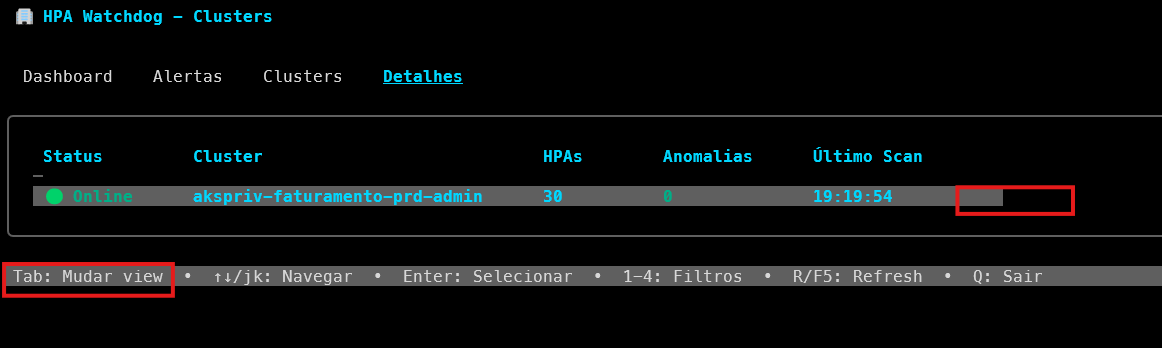 HPA Watchdog - Clusters
Dashboard Alertas Clusters Detalhes
Status Cluster HPAs Anomalias Último Scan
Online akspriv-faturamento-prd-admin 30 0 19:19:54
Tab: Mudar view • ↑↓/jk: Navegar • Enter: Selecionar • 1-4: Filtros • R/F5: Refresh • Q: Sair